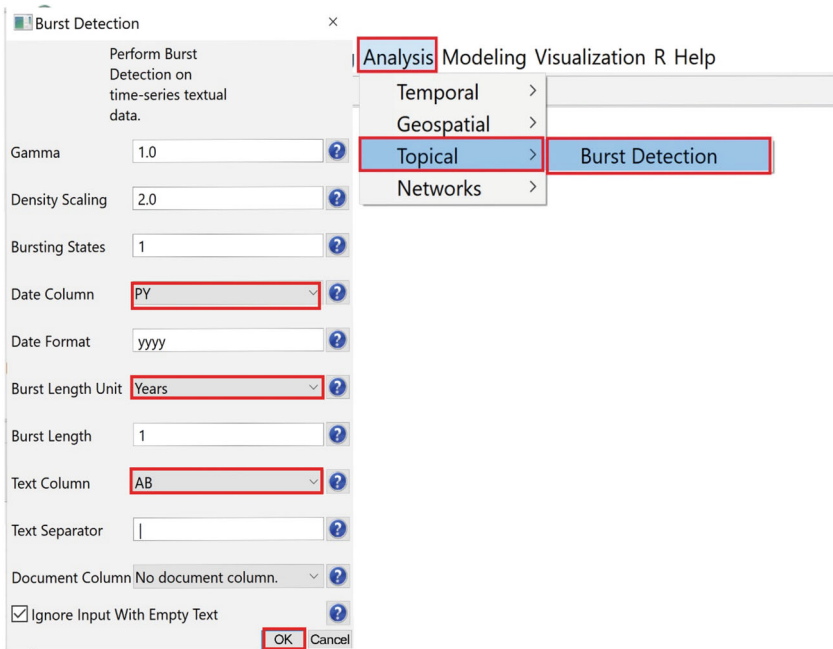 Burst Detection ×
Perform Burst
Detection on
time-series textual
data.
Gamma 1.0 ?
Density Scaling 2.0 ?
Bursting States 1 ?
Date Column PY ?
Date Format yyyy ?
Burst Length Unit Years ?
Burst Length 1 ?
Text Column AB ?
Text Separator | ?
Document Column No document column. ?
Ignore Input With Empty Text ?
OK Cancel
Analysis Modeling Visualization R Help
Temporal >
Geospatial >
Topical > Burst Detection
Networks >